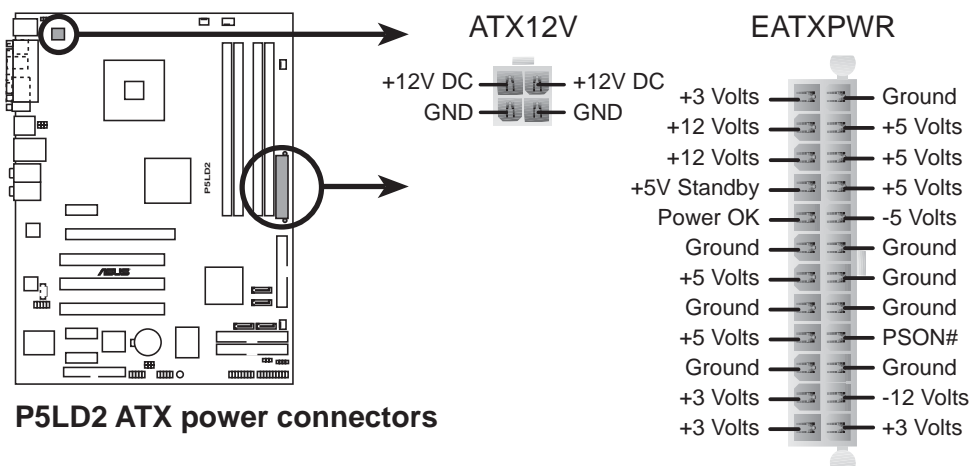 ATX12V
+12V DC +12V DC
GND GND
EATXPWR
+3 Volts Ground
+12 Volts +5 Volts
+12 Volts +5 Volts
+5V Standby +5 Volts
Power OK -5 Volts
Ground Ground
+5 Volts Ground
Ground Ground
+5 Volts PSON#
Ground Ground
+3 Volts -12 Volts
+3 Volts +3 Volts
P5LD2
ASUS
P5LD2 ATX power connectors